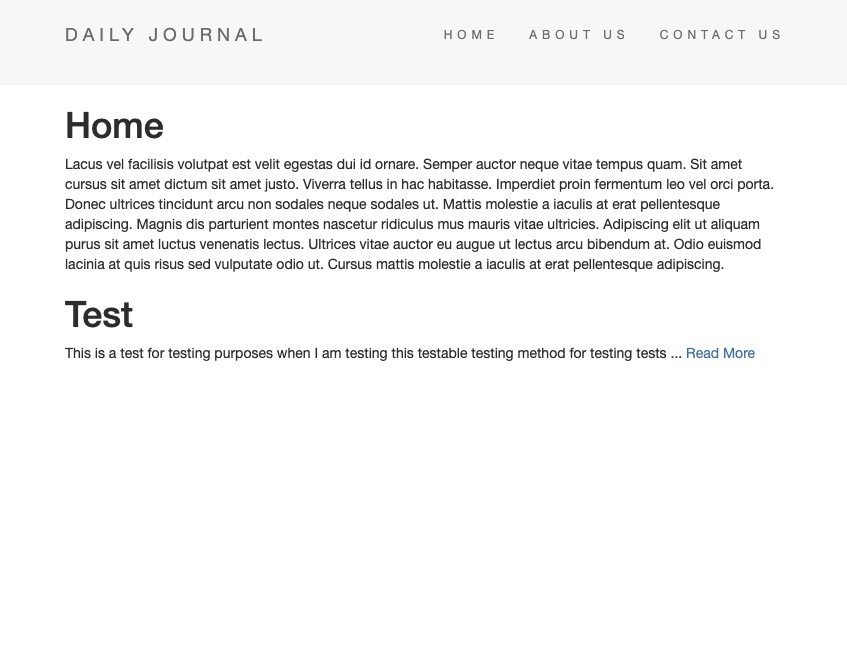 DAILY JOURNAL
HOME ABOUT US CONTACT US
Home
Lacus vel facilisis volutpat est velit egestas dui id ornare. Semper auctor neque vitae tempus quam. Sit amet
cursus sit amet dictum sit amet justo. Viverra tellus in hac habitasse. Imperdiet proin fermentum leo vel orci porta.
Donec ultrices tincidunt arcu non sodales neque sodales ut. Mattis molestie a iaculis at erat pellentesque
adipiscing. Magnis dis parturient montes nascetur ridiculus mus mauris vitae ultricies. Adipiscing elit ut aliquam
purus sit amet luctus venenatis lectus. Ultrices vitae auctor eu augue ut lectus arcu bibendum at. Odio euismod
lacinia at quis risus sed vulputate odio ut. Cursus mattis molestie a iaculis at erat pellentesque adipiscing.
Test
This is a test for testing purposes when I am testing this testable testing method for testing tests ... Read More